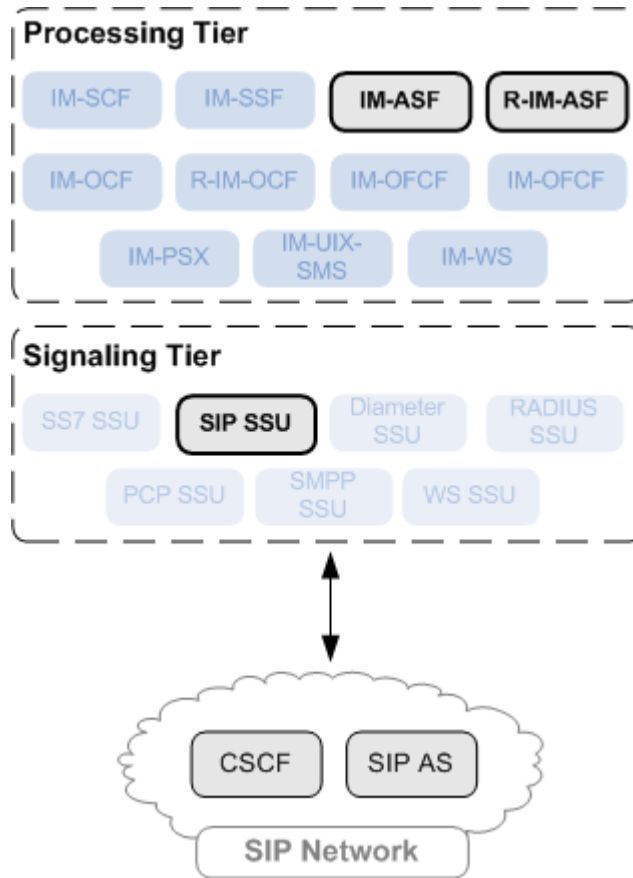 Processing Tier
IM-SCF
IM-SSF
IM-ASF
R-IM-ASF
IM-OCF
R-IM-OCF
IM-OFCF
IM-OFCF
IM-PSX
IM-UIX-
SMS
IM-WS
Signaling Tier
SS7 SSU
SIP SSU
Diameter
SSU
RADIUS
SSU
PCP SSU
SMPP
SSU
WS SSU
CSCF
SIP AS
SIP Network